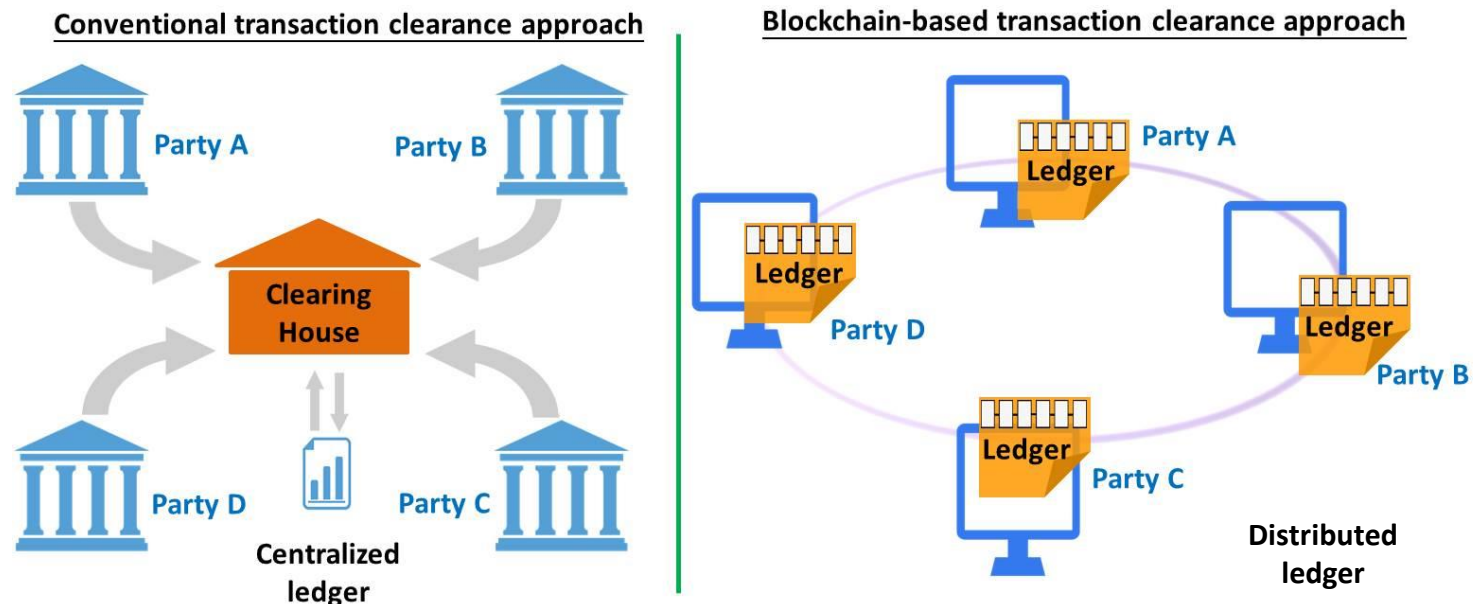 Conventional transaction clearance approach
Party A
Party B
Clearing
House
Party D
Party C
Centralized
ledger
Blockchain-based transaction clearance approach
Ledger
Party A
Ledger
Party D
Ledger
Party B
Ledger
Party C
Distributed
ledger